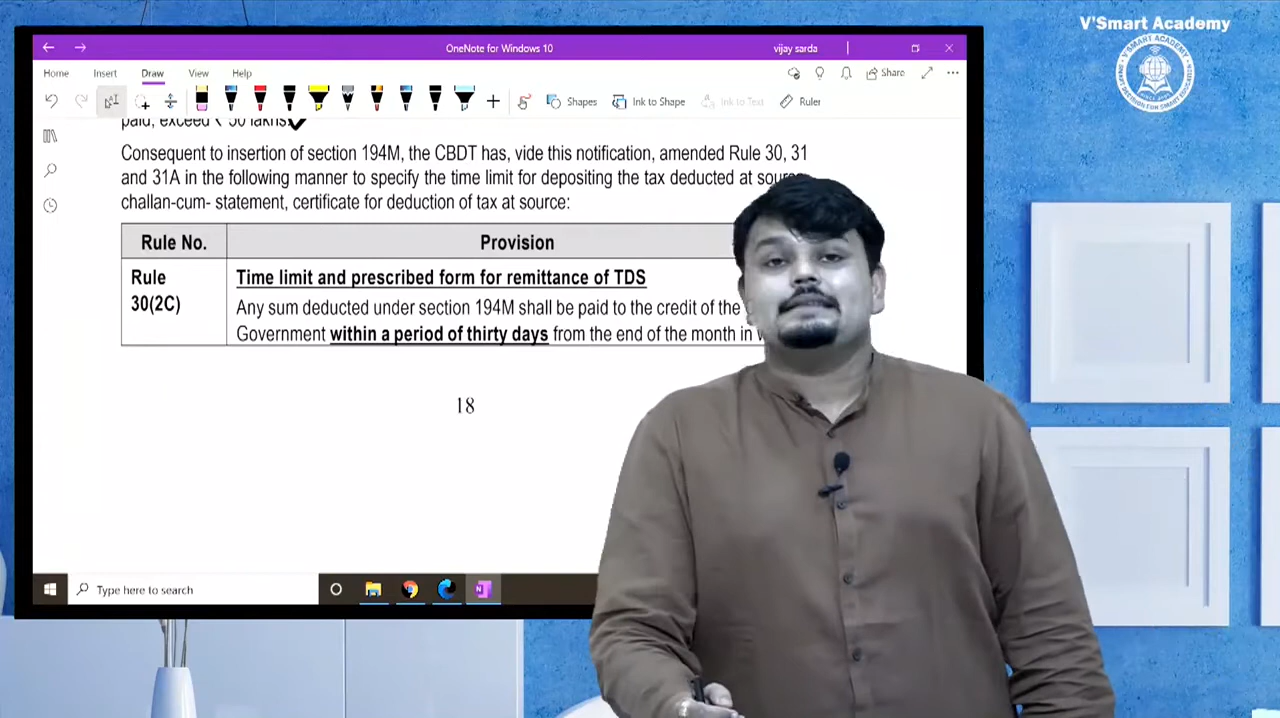 V'Smart Academy
OneNote for Windows 10
vijay sarda
Home Insert Draw View Help
Share
Shapes Ink to Shape Ink to Text Ruler
paid, exceed ₹ 50 lakhs.
Consequent to insertion of section 194M, the CBDT has, vide this notification, amended Rule 30, 31
and 31A in the following manner to specify the time limit for depositing the tax deducted at
challan-cum- statement, certificate for deduction of tax at source:
Rule No. Provision
Rule
30(2C)
Time limit and prescribed form for remittance of TDS
Any sum deducted under section 194M shall be paid to the credit of the
Government within a period of thirty days from the end of the month in
18
Type here to search